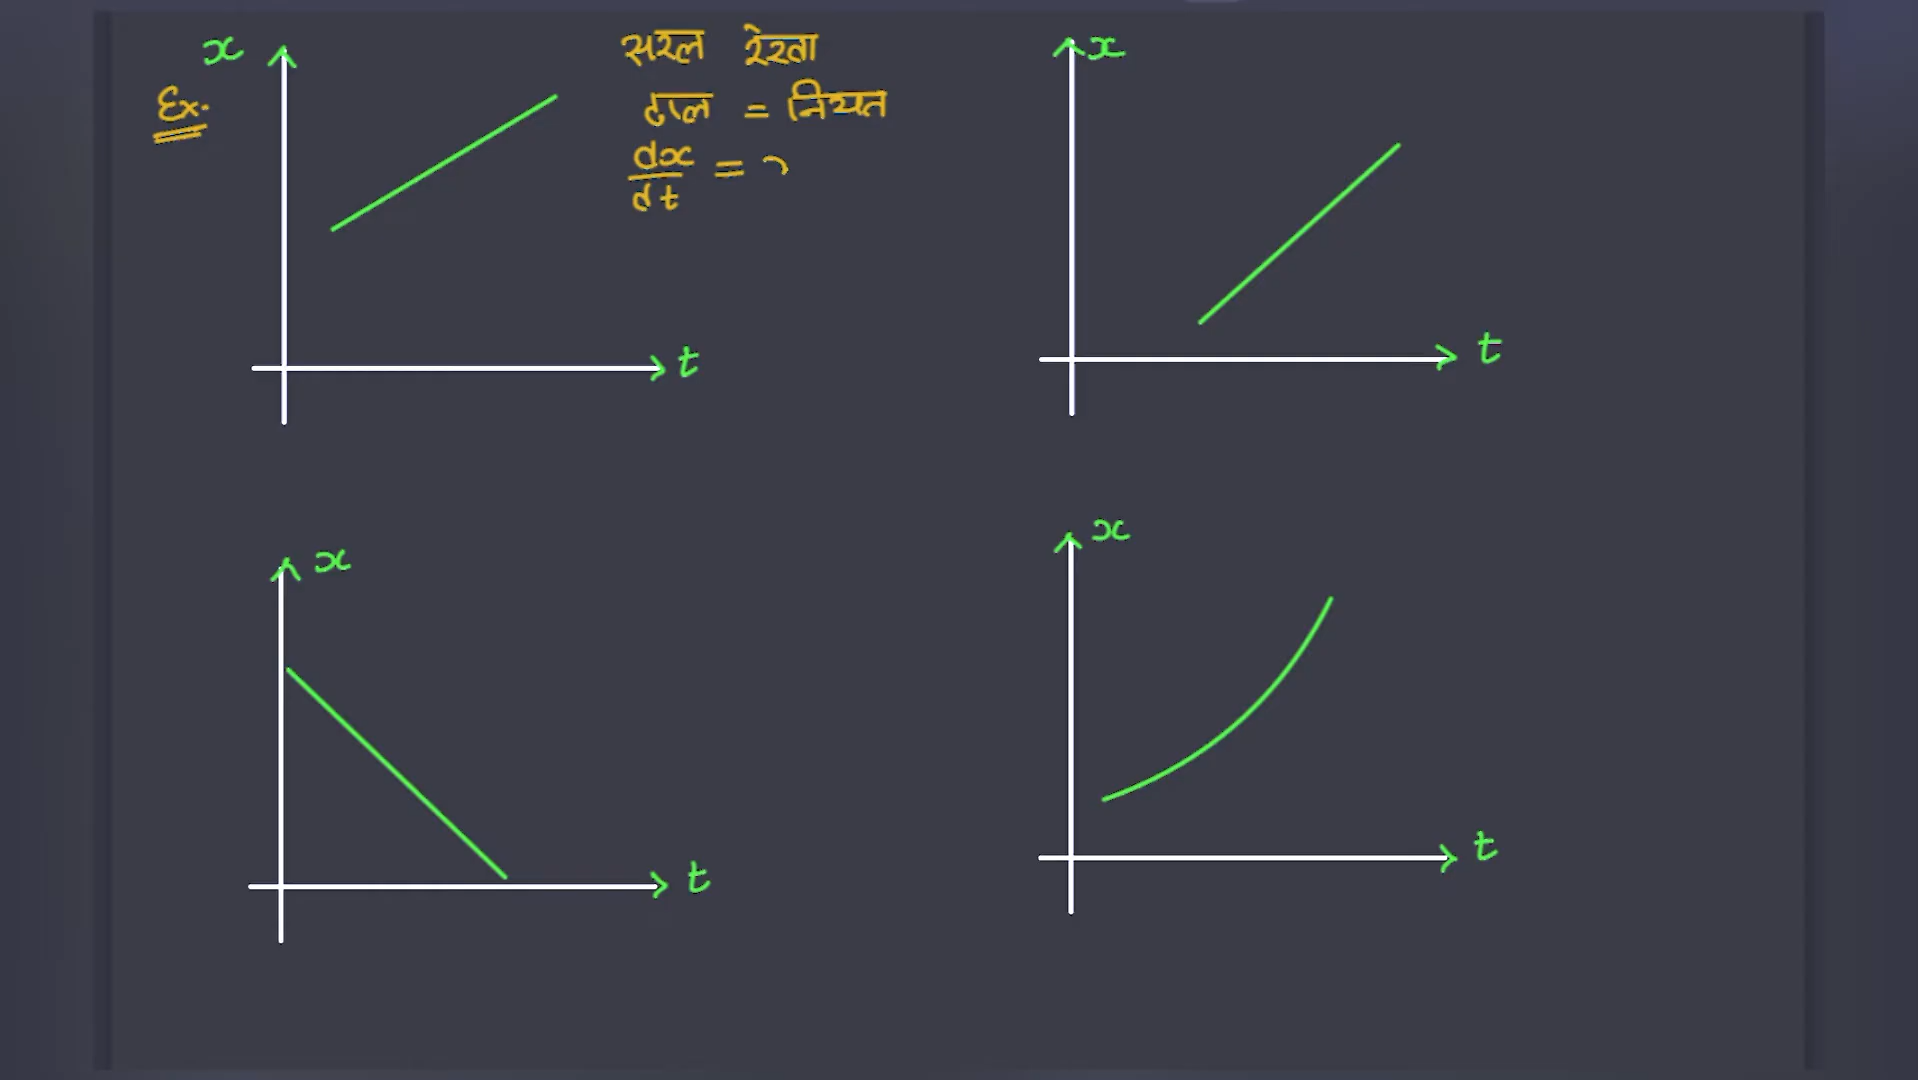 x
Ex.
सरल रेखा
ढाल = नियत
dx/dt =
t
x
t
x
t
x
t